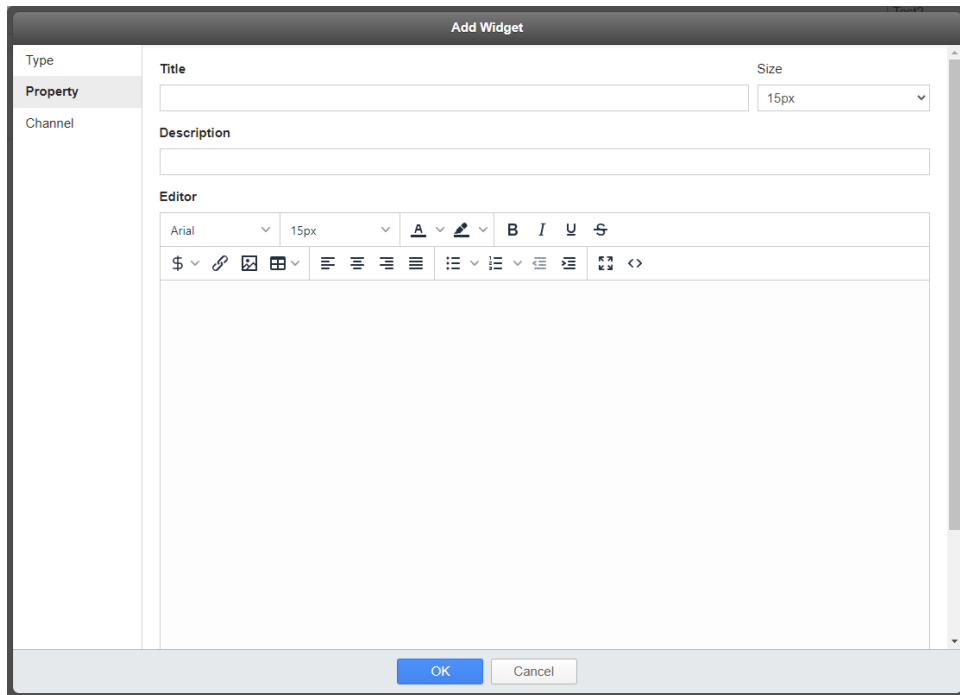 Add Widget
Type
Property
Channel
Title
Size
15px
Description
Editor
Arial
15px
A
B I U S
$
OK
Cancel